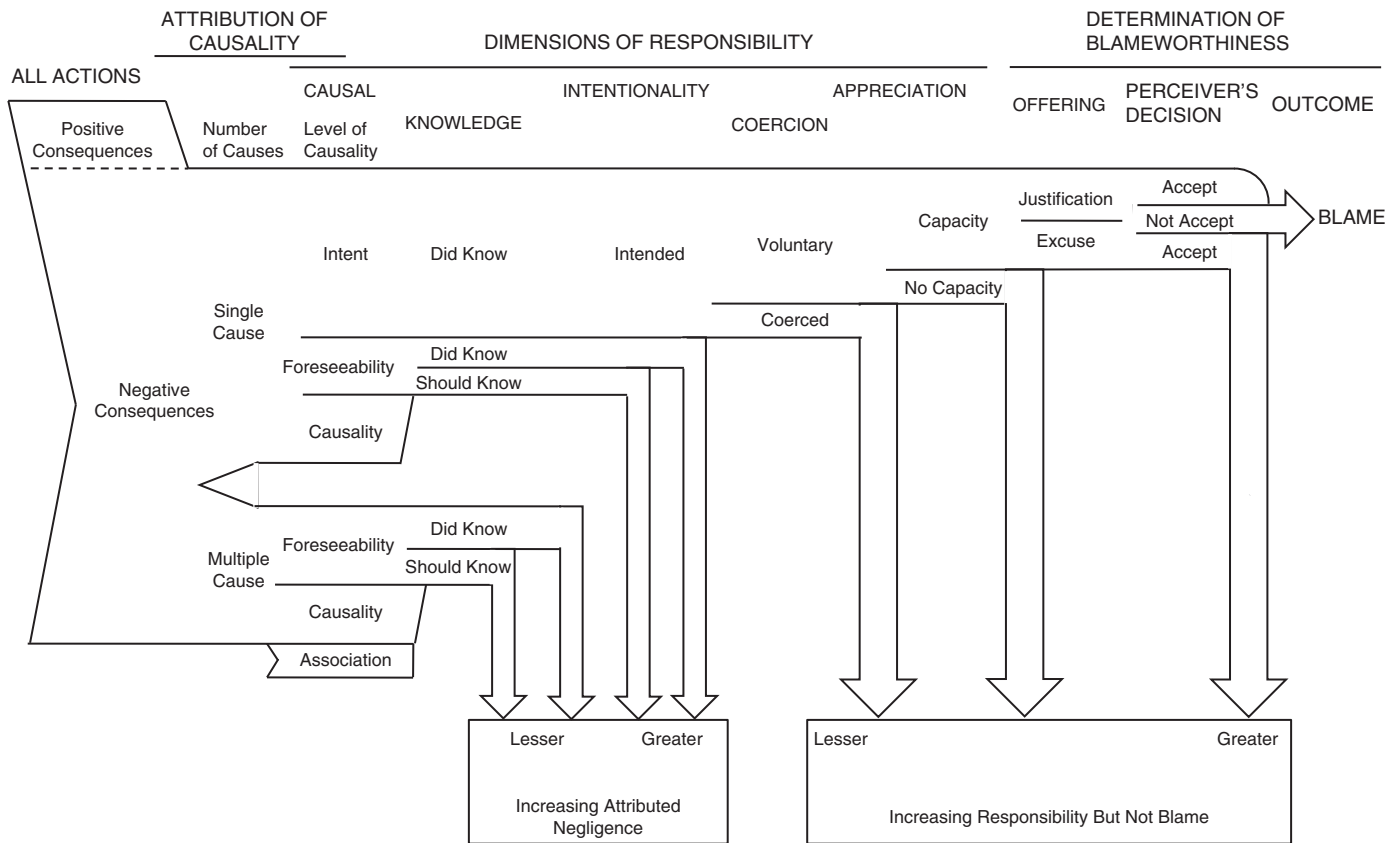 ATTRIBUTION OF
CAUSALITY
DIMENSIONS OF RESPONSIBILITY
DETERMINATION OF
BLAMEWORTHINESS
ALL ACTIONS
CAUSAL
INTENTIONALITY
APPRECIATION
OFFERING
PERCEIVER'S
DECISION
OUTCOME
Positive
Consequences
Number
of Causes
Level of
Causality
KNOWLEDGE
COERCION
Accept
Justification
Not Accept
BLAME
Capacity
Excuse
Accept
Voluntary
Intent
Did Know
Intended
No Capacity
Single
Cause
Coerced
Foreseeability
Did Know
Should Know
Negative
Consequences
Causality
Did Know
Foreseeability
Multiple
Cause
Should Know
Causality
Association
Lesser
Greater
Increasing Attributed
Negligence
Lesser
Greater
Increasing Responsibility But Not Blame